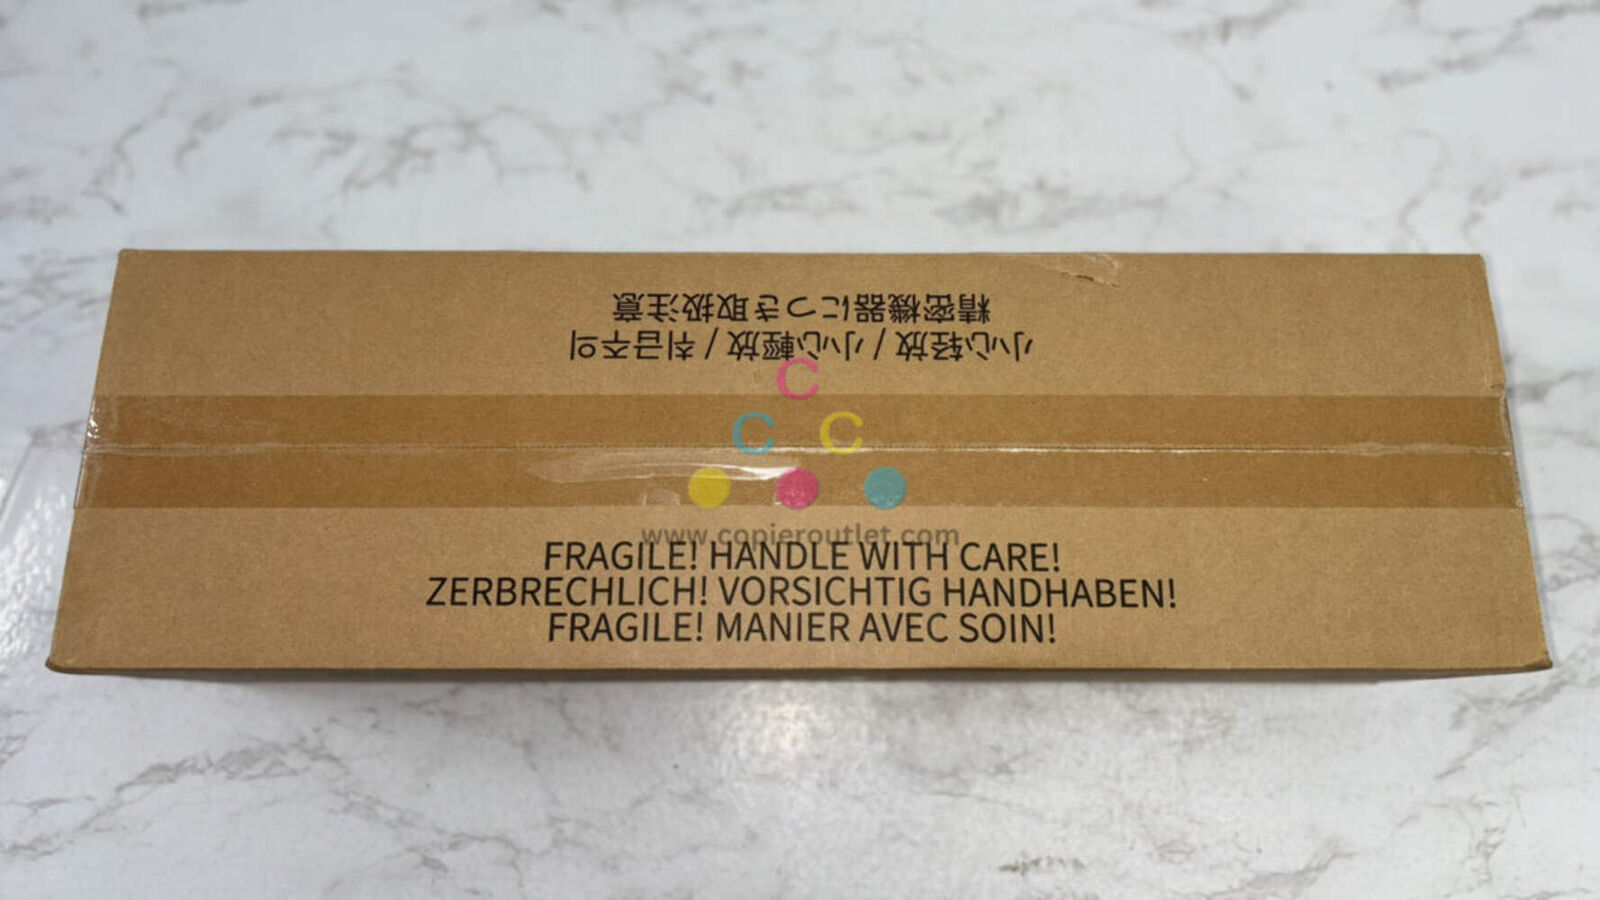 小心轻放 / 小心輕放 / 취급주의
精密機器につき取扱注意
C
C C
www.copieroutlet.com
FRAGILE! HANDLE WITH CARE!
ZERBRECHLICH! VORSICHTIG HANDHABEN!
FRAGILE! MANIER AVEC SOIN!